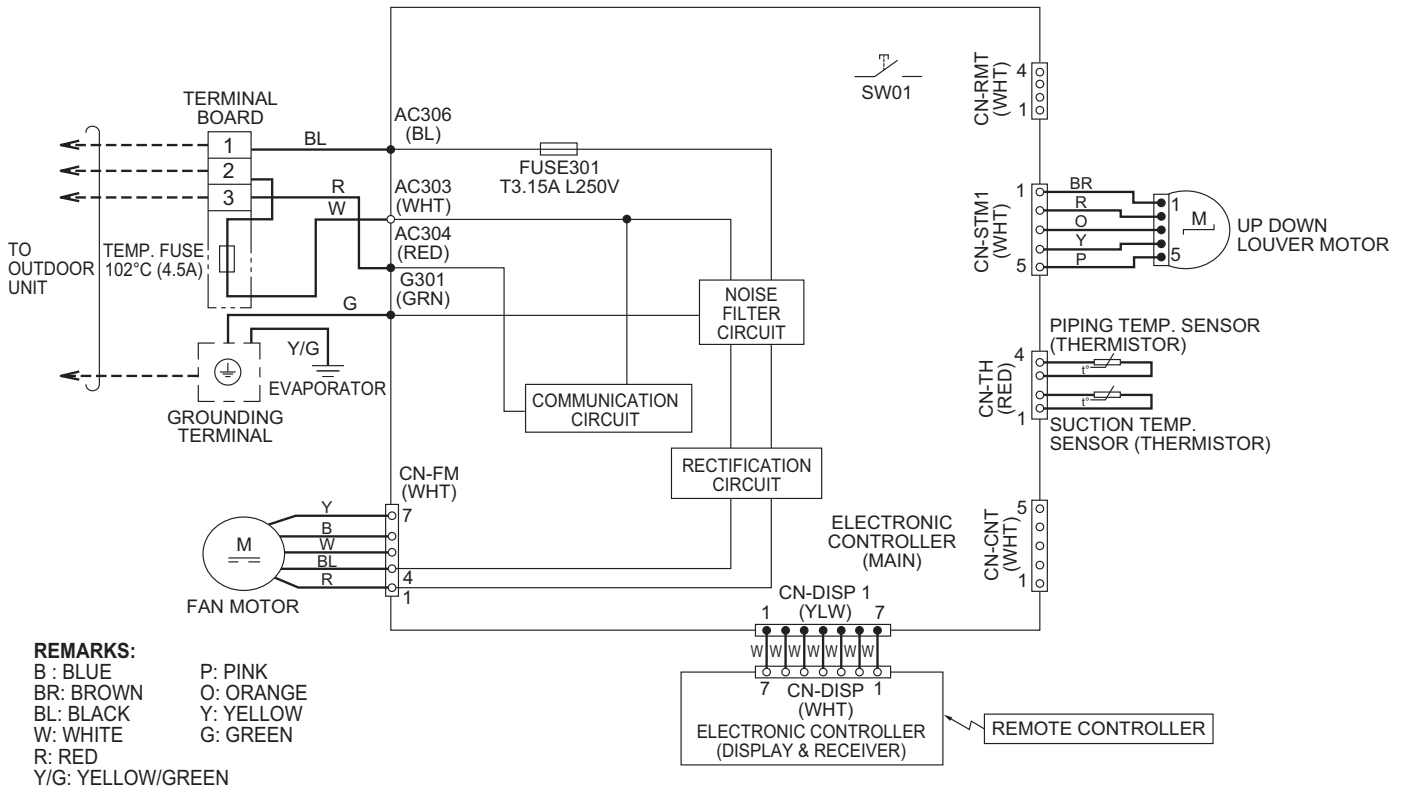 TERMINAL
BOARD
1
2
3
BL
R
W
G
Y/G
AC306
(BL)
AC303
(WHT)
AC304
(RED)
G301
(GRN)
FUSE301
T3.15A L250V
SW01
TO
OUTDOOR
UNIT
TEMP. FUSE
102°C (4.5A)
EVAPORATOR
GROUNDING
TERMINAL
NOISE
FILTER
CIRCUIT
COMMUNICATION
CIRCUIT
RECTIFICATION
CIRCUIT
CN-RMT
(WHT)
4
1
CN-STM1
(WHT)
1
5
BR
R
O
Y
P
1
M
5
UP DOWN
LOUVER MOTOR
CN-TH
(RED)
4
1
PIPING TEMP. SENSOR
(THERMISTOR)
t°
t°
SUCTION TEMP.
SENSOR (THERMISTOR)
CN-CNT
(WHT)
5
1
ELECTRONIC
CONTROLLER
(MAIN)
CN-FM
(WHT)
7
4
1
Y
B
W
BL
R
M
FAN MOTOR
CN-DISP 1
(YLW)
1 7
W W W W W W W
7 1
CN-DISP
(WHT)
ELECTRONIC CONTROLLER
(DISPLAY & RECEIVER)
REMOTE CONTROLLER
REMARKS:
B : BLUE P: PINK
BR: BROWN O: ORANGE
BL: BLACK Y: YELLOW
W: WHITE G: GREEN
R: RED
Y/G: YELLOW/GREEN